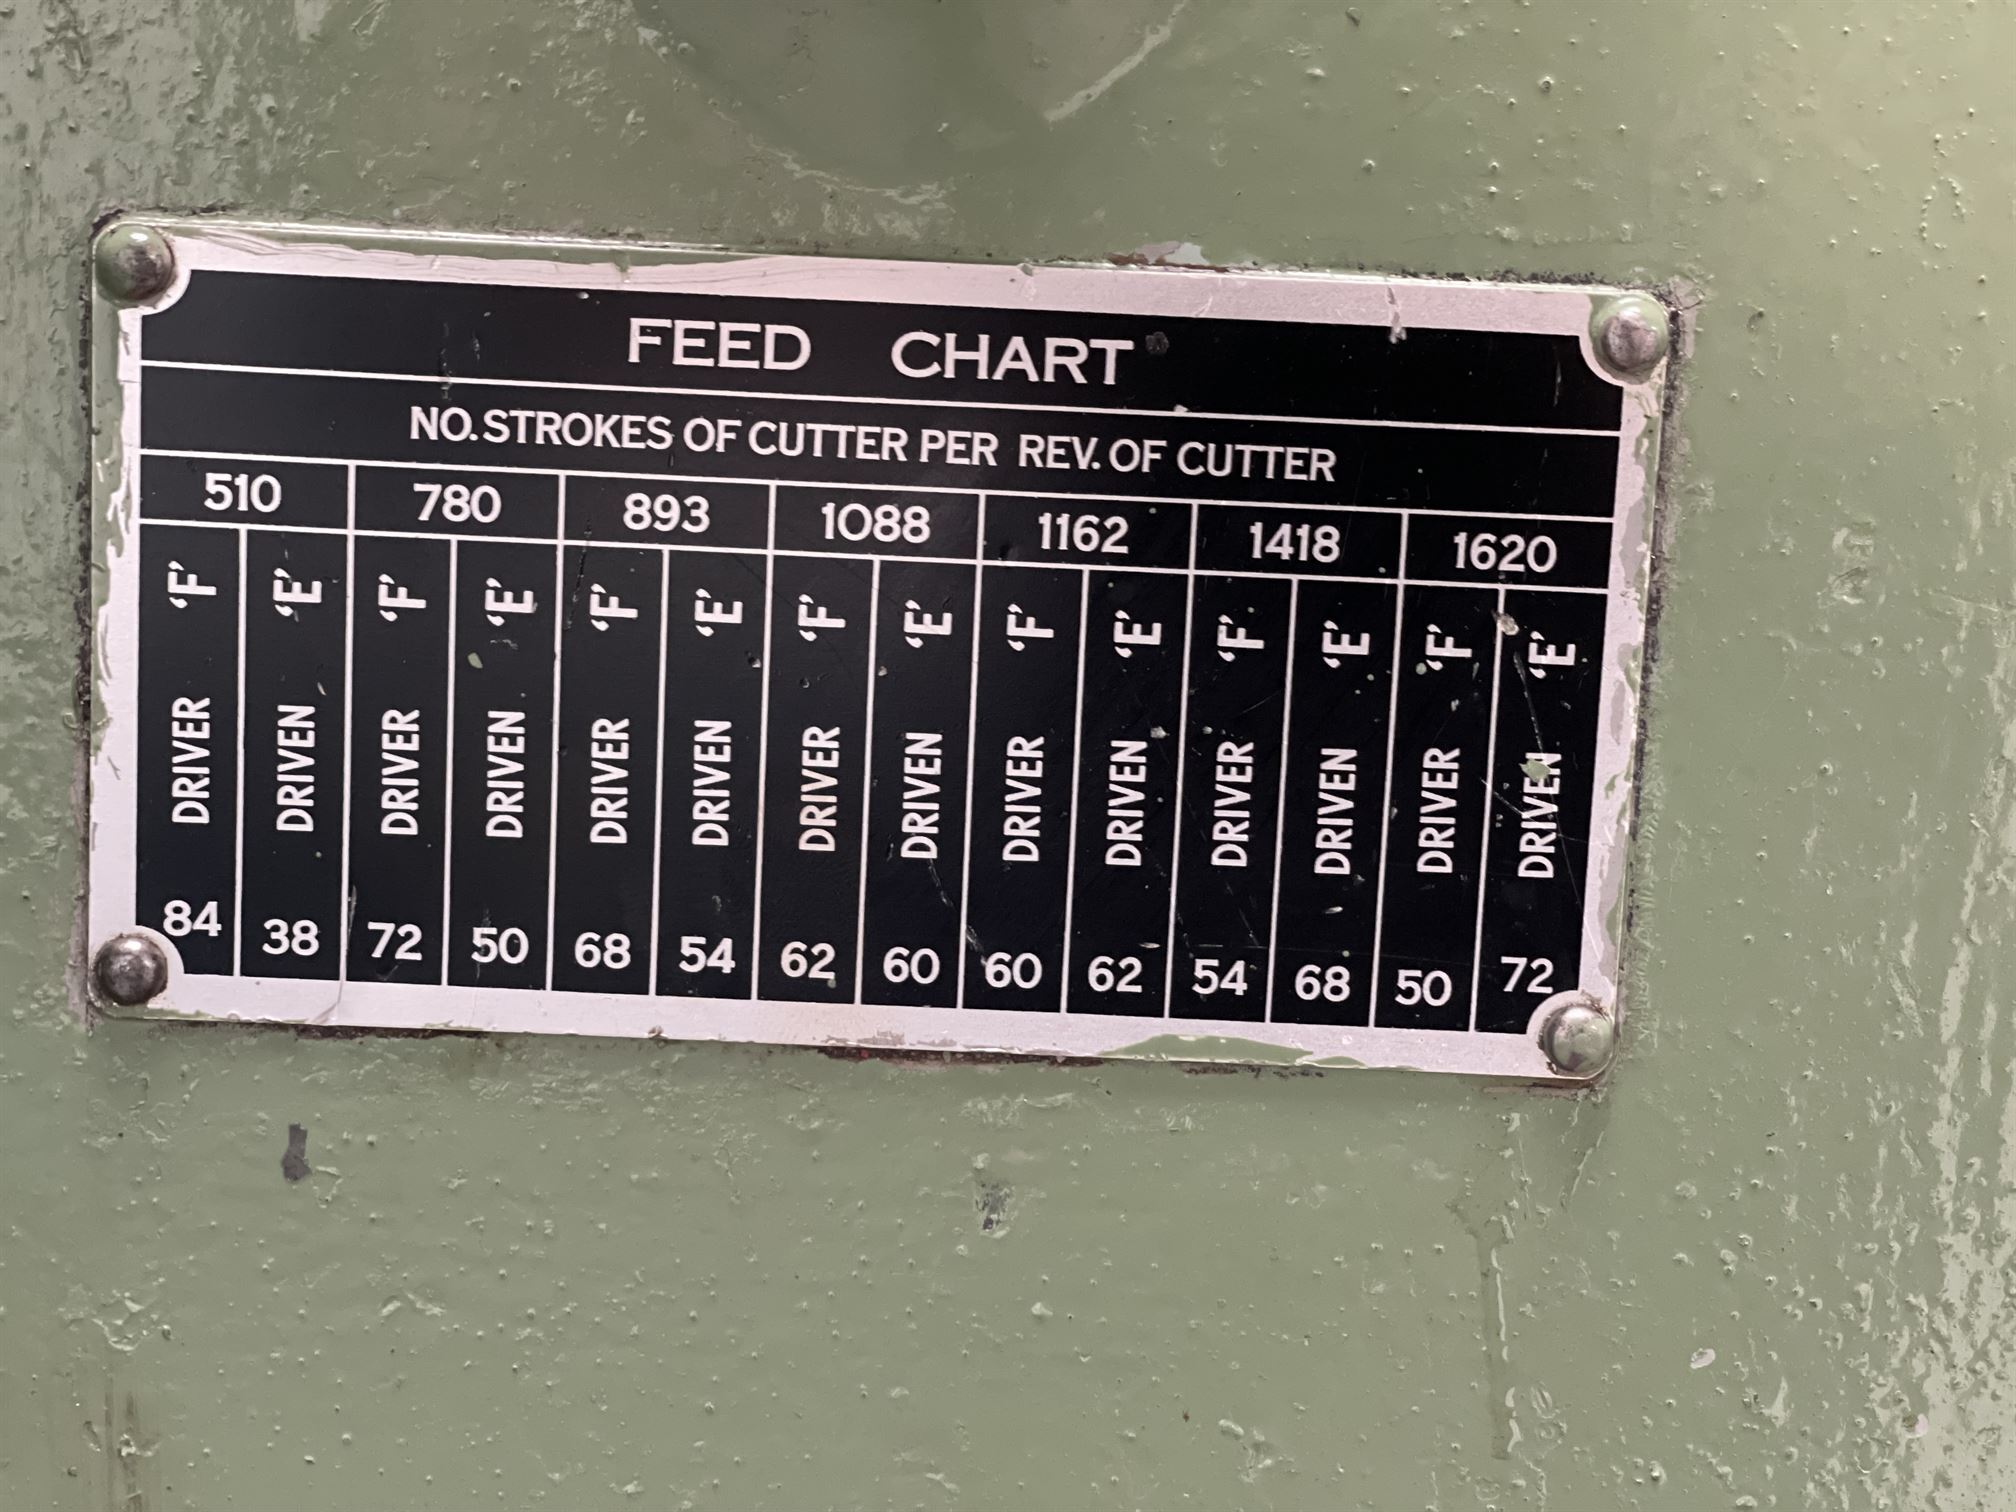 FEED CHART
NO. STROKES OF CUTTER PER REV. OF CUTTER
510 780 893 1088 1162 1418 1620
DRIVER 'F' DRIVEN 'E' DRIVER 'F' DRIVEN 'E' DRIVER 'F' DRIVEN 'E' DRIVER 'F' DRIVEN 'E' DRIVER 'F' DRIVEN 'E' DRIVER 'F' DRIVEN 'E' DRIVER 'F' DRIVEN 'E'
84 38 72 50 68 54 62 60 60 62 54 68 50 72